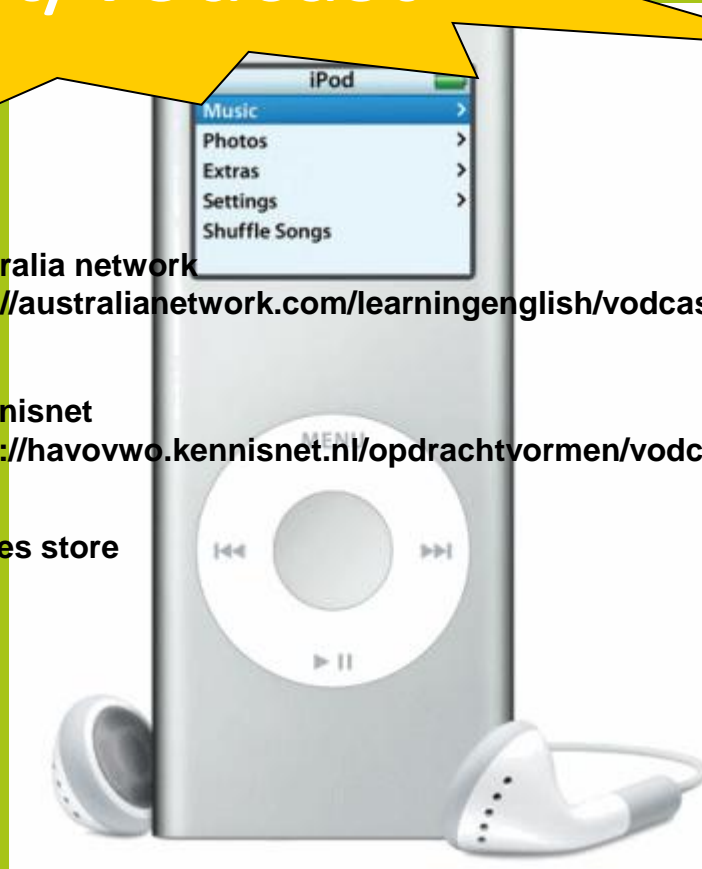 iPod
Music
Photos
Extras
Settings
Shuffle Songs
ralia network
//australianetwork.com/learningenglish/vodcas
nisnet
://havovwo.kennisnet.nl/opdrachtvormen/vodc
es store
MENU